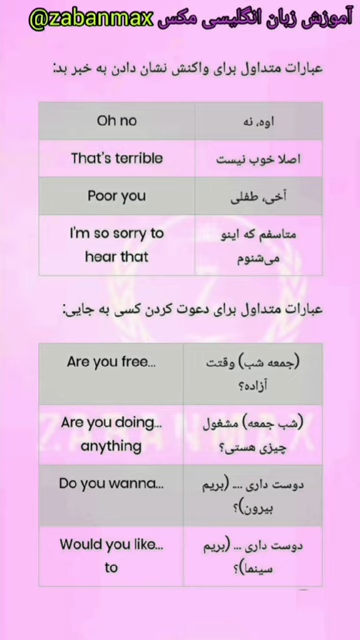 آموزش زبان انگلیسی مکس @zabanmax
عبارات متداول برای واکنش نشان دادن به خبر بد:
Oh no
اوه، نه
That's terrible
اصلا خوب نیست
Poor you
آخی، طفلی
I'm so sorry to
hear that
متاسفم که اینو
می‌شنوم
عبارات متداول برای دعوت کردن کسی به جایی:
Are you free...
(جمعه شب) وقتت
آزاده؟
Are you doing...
anything
(شب جمعه) مشغول
چیزی هستی؟
Do you wanna...
دوست داری ... (بریم
بیرون)؟
Would you like...
to
دوست داری ... (بریم
سینما)؟
ZABANMAX